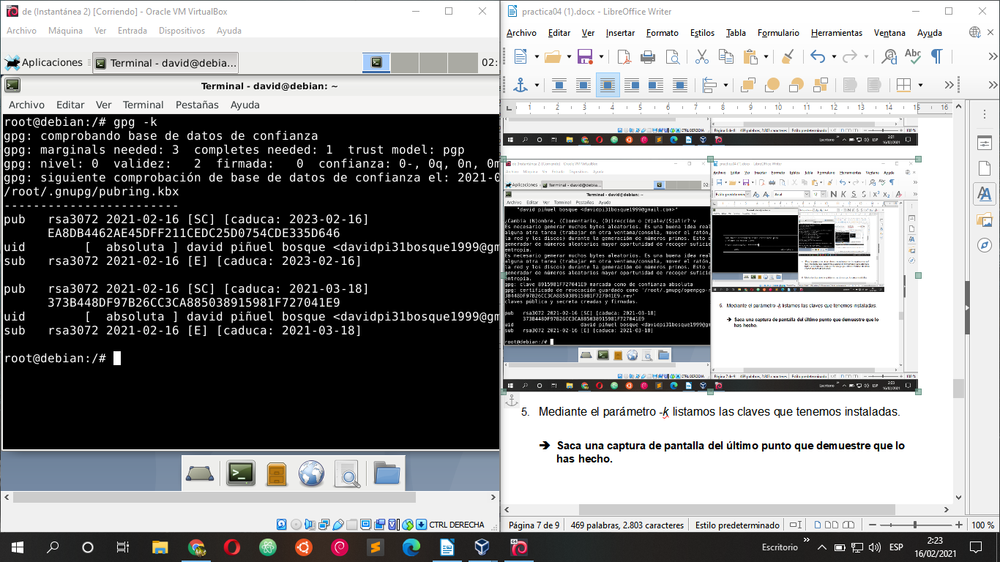 de (Instantánea 2) [Corriendo] - Oracle VM VirtualBox
Archivo Máquina Ver Entrada Dispositivos Ayuda
Aplicaciones Terminal - david@debia... 02:
Terminal - david@debian: ~
Archivo Editar Ver Terminal Pestañas Ayuda
root@debian:/# gpg -k
gpg: comprobando base de datos de confianza
gpg: marginals needed: 3 completes needed: 1 trust model: pgp
gpg: nivel: 0 validez: 2 firmada: 0 confianza: 0-, 0q, 0n, 0m
gpg: siguiente comprobación de base de datos de confianza el: 2021-0
/root/.gnupg/pubring.kbx
------------------------
pub rsa3072 2021-02-16 [SC] [caduca: 2023-02-16]
EA8DB4462AE45DFF211CEDC25D0754CDE335D646
uid [ absoluta ] david piñuel bosque <davidpi31bosque1999@gm
sub rsa3072 2021-02-16 [E] [caduca: 2023-02-16]
pub rsa3072 2021-02-16 [SC] [caduca: 2021-03-18]
373B448DF97B26CC3CA885038915981F727041E9
uid [ absoluta ] david piñuel bosque <davidpi31bosque1999@gm
sub rsa3072 2021-02-16 [E] [caduca: 2021-03-18]
root@debian:/#
CTRL DERECHA
practica04 (1).docx - LibreOffice Writer
Archivo Editar Ver Insertar Formato Estilos Tabla Formulario Herramientas Ventana Ayuda
1 2 3 4 5 6 7 8 9 10 11 12 13 14 15 16
"david piñuel bosque <davidpi31bosque1999@gmail.com>"
¿Cambia (N)ombre, (C)omentario, (D)irección o (V)ale/(S)alir? v
Es necesario generar muchos bytes aleatorios. Es una buena idea real
alguna otra tarea (trabajar en otra ventana/consola, mover el ratón,
la red y los discos) durante la generación de números primos. Esto d
generador de números aleatorios mayor oportunidad de recoger suficie
entropía.
Es necesario generar muchos bytes aleatorios. Es una buena idea real
alguna otra tarea (trabajar en otra ventana/consola, mover el ratón,
la red y los discos) durante la generación de números primos. Esto d
generador de números aleatorios mayor oportunidad de recoger suficie
entropía.
gpg: clave 8915981F727041E9 marcada como de confianza absoluta
gpg: certificado de revocación guardado como '/root/.gnupg/openpgp-r
3B448DF97B26CC3CA885038915981F727041E9.rev'
claves pública y secreta creadas y firmadas.
pub rsa3072 2021-02-16 [SC] [caduca: 2021-03-18]
373B448DF97B26CC3CA885038915981F727041E9
uid david piñuel bosque <davidpi31bosque1999@gm
sub rsa3072 2021-02-16 [E] [caduca: 2021-03-18]
root@debian:/#
6. Mediante el parámetro -k listamos las claves que tenemos instaladas.
➔ Saca una captura de pantalla del último punto que demuestre que lo
has hecho.
5. Mediante el parámetro -k listamos las claves que tenemos instaladas.
➔ Saca una captura de pantalla del último punto que demuestre que lo
has hecho.
Página 7 de 9 469 palabras, 2.803 caracteres Estilo predeterminado 100 %
Escritorio ESP 2:23
16/02/2021